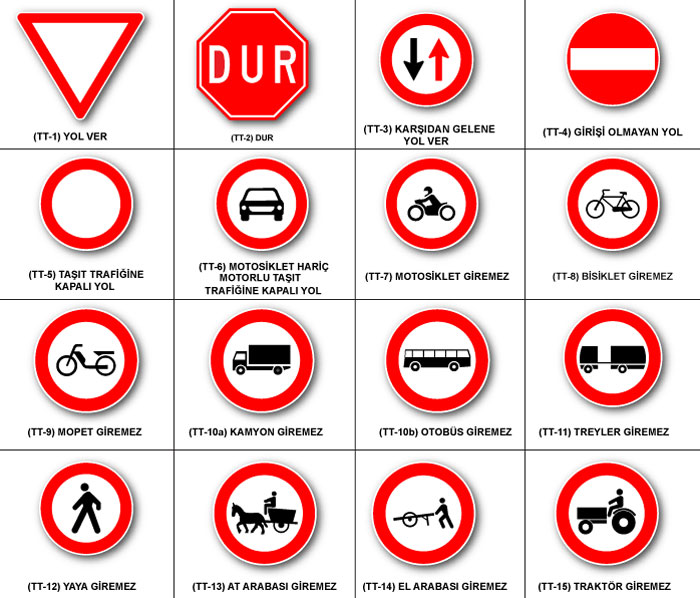 (TT-1) YOL VER
DUR
(TT-2) DUR
(TT-3) KARŞIDAN GELENE
YOL VER
(TT-4) GİRİŞİ OLMAYAN YOL
(TT-5) TAŞIT TRAFİĞİNE
KAPALI YOL
(TT-6) MOTOSİKLET HARİÇ
MOTORLU TAŞIT
TRAFİĞİNE KAPALI YOL
(TT-7) MOTOSİKLET GİREMEZ
(TT-8) BİSİKLET GİREMEZ
(TT-9) MOPET GİREMEZ
(TT-10a) KAMYON GİREMEZ
(TT-10b) OTOBÜS GİREMEZ
(TT-11) TREYLER GİREMEZ
(TT-12) YAYA GİREMEZ
(TT-13) AT ARABASI GİREMEZ
(TT-14) EL ARABASI GİREMEZ
(TT-15) TRAKTÖR GİREMEZ